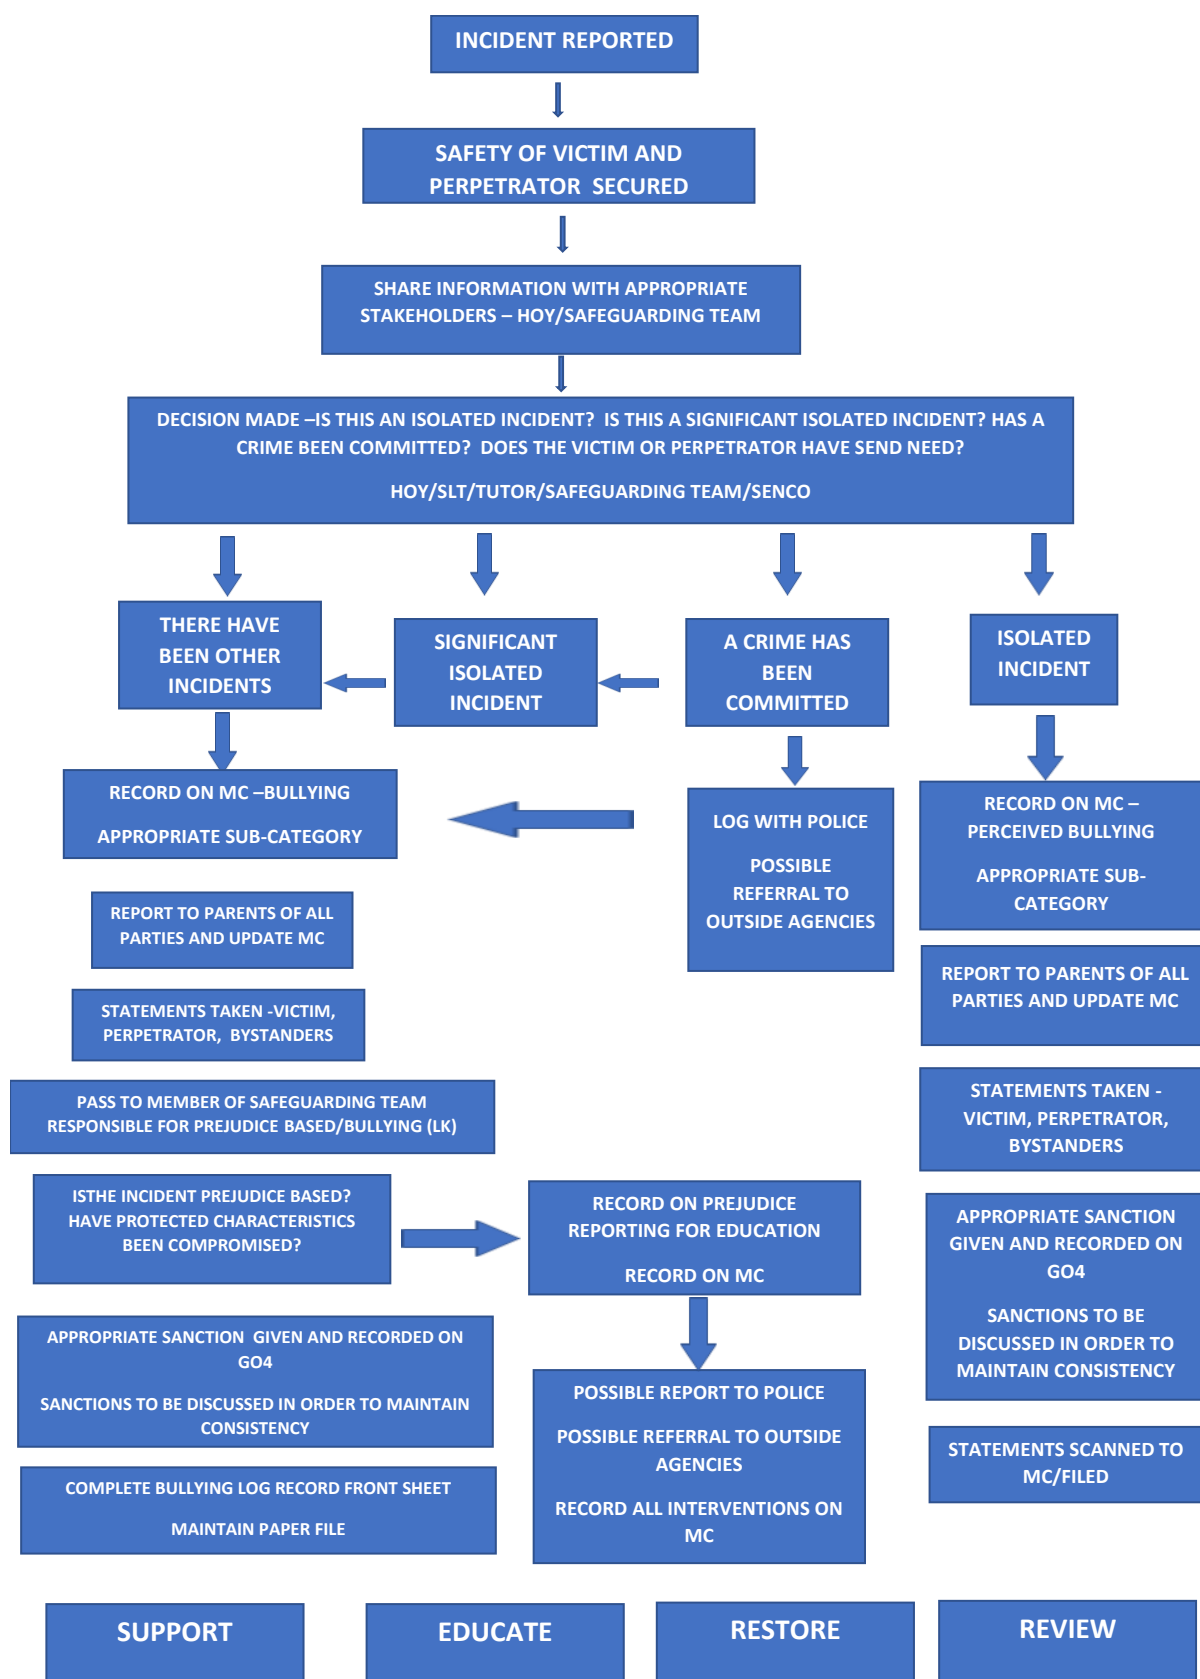 INCIDENT REPORTED
SAFETY OF VICTIM AND
PERPETRATOR SECURED
SHARE INFORMATION WITH APPROPRIATE
STAKEHOLDERS – HOY/SAFEGUARDING TEAM
DECISION MADE –IS THIS AN ISOLATED INCIDENT? IS THIS A SIGNIFICANT ISOLATED INCIDENT? HAS A
CRIME BEEN COMMITTED? DOES THE VICTIM OR PERPETRATOR HAVE SEND NEED?
HOY/SLT/TUTOR/SAFEGUARDING TEAM/SENCO
THERE HAVE
BEEN OTHER
INCIDENTS
SIGNIFICANT
ISOLATED
INCIDENT
A CRIME HAS
BEEN
COMMITTED
ISOLATED
INCIDENT
RECORD ON MC –BULLYING
APPROPRIATE SUB-CATEGORY
LOG WITH POLICE
POSSIBLE
REFERRAL TO
OUTSIDE AGENCIES
RECORD ON MC –
PERCEIVED BULLYING
APPROPRIATE SUB-
CATEGORY
REPORT TO PARENTS OF ALL
PARTIES AND UPDATE MC
REPORT TO PARENTS OF ALL
PARTIES AND UPDATE MC
STATEMENTS TAKEN -VICTIM,
PERPETRATOR, BYSTANDERS
STATEMENTS TAKEN -
VICTIM, PERPETRATOR,
BYSTANDERS
PASS TO MEMBER OF SAFEGUARDING TEAM
RESPONSIBLE FOR PREJUDICE BASED/BULLYING (LK)
ISTHE INCIDENT PREJUDICE BASED?
HAVE PROTECTED CHARACTERISTICS
BEEN COMPROMISED?
RECORD ON PREJUDICE
REPORTING FOR EDUCATION
RECORD ON MC
APPROPRIATE SANCTION
GIVEN AND RECORDED ON
GO4
SANCTIONS TO BE
DISCUSSED IN ORDER TO
MAINTAIN CONSISTENCY
APPROPRIATE SANCTION GIVEN AND RECORDED ON
GO4
SANCTIONS TO BE DISCUSSED IN ORDER TO MAINTAIN
CONSISTENCY
POSSIBLE REPORT TO POLICE
POSSIBLE REFERRAL TO OUTSIDE
AGENCIES
RECORD ALL INTERVENTIONS ON
MC
STATEMENTS SCANNED TO
MC/FILED
COMPLETE BULLYING LOG RECORD FRONT SHEET
MAINTAIN PAPER FILE
SUPPORT
EDUCATE
RESTORE
REVIEW